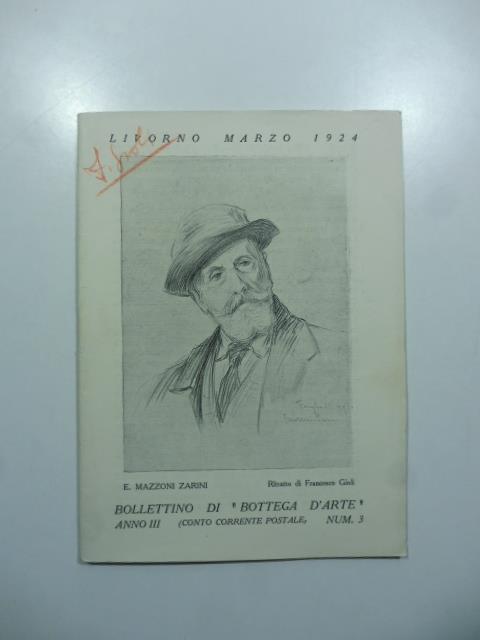 LIVORNO MARZO 1924
E. MAZZONI ZARINI Ritratto di Francesco Gioli
BOLLETTINO DI "BOTTEGA D'ARTE"
ANNO III (CONTO CORRENTE POSTALE) NUM. 3